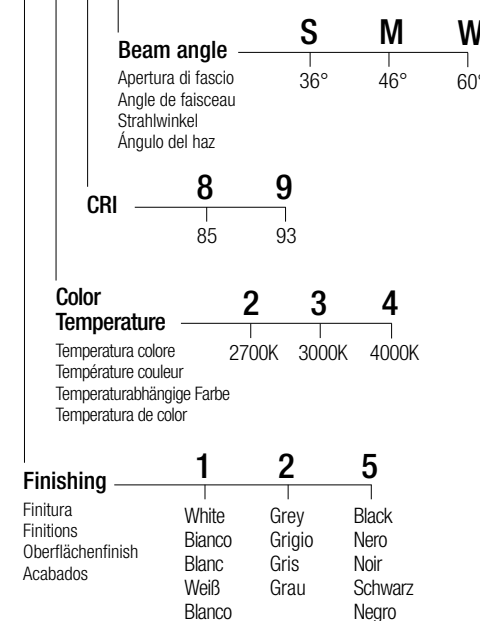 Beam angle S M W
Apertura di fascio 36° 46° 60°
Angle de faisceau
Strahlwinkel
Ángulo del haz
CRI 8 9
85 93
Color
Temperature 2 3 4
Temperatura colore 2700K 3000K 4000K
Température couleur
Temperaturabhängige Farbe
Temperatura de color
Finishing 1 2 5
Finitura White Grey Black
Finitions Bianco Grigio Nero
Oberflächenfinish Blanc Gris Noir
Acabados Weiß Grau Schwarz
Blanco Negro